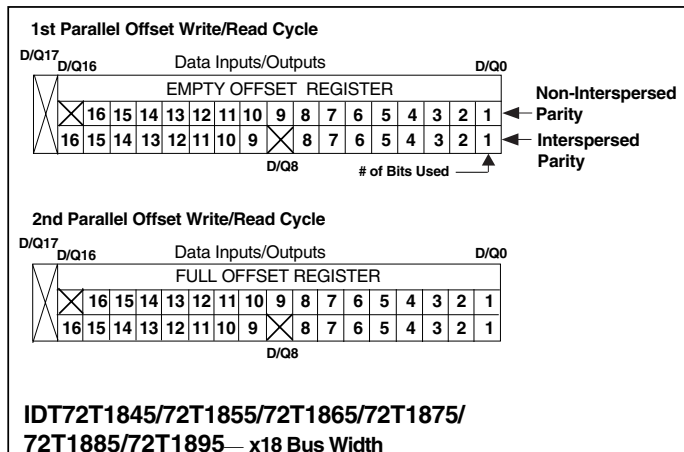 1st Parallel Offset Write/Read Cycle
D/Q17 D/Q16 Data Inputs/Outputs D/Q0
EMPTY OFFSET REGISTER
16 15 14 13 12 11 10 9 8 7 6 5 4 3 2 1 Non-Interspersed Parity
16 15 14 13 12 11 10 9 8 7 6 5 4 3 2 1 Interspersed Parity
D/Q8 # of Bits Used
2nd Parallel Offset Write/Read Cycle
D/Q17 D/Q16 Data Inputs/Outputs D/Q0
FULL OFFSET REGISTER
16 15 14 13 12 11 10 9 8 7 6 5 4 3 2 1
16 15 14 13 12 11 10 9 8 7 6 5 4 3 2 1
D/Q8
IDT72T1845/72T1855/72T1865/72T1875/
72T1885/72T1895— x18 Bus Width